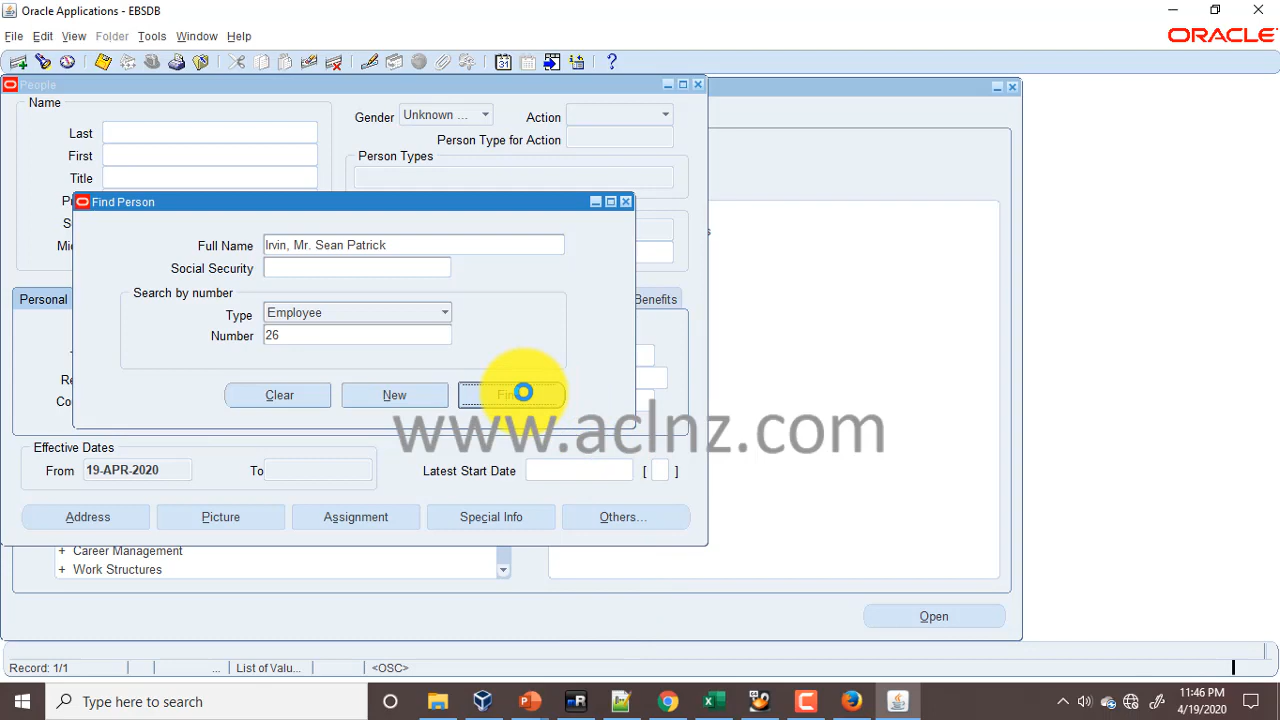 Oracle Applications - EBSDB
File Edit View Folder Tools Window Help
ORACLE
People
Name
Last
First
Title
Gender Unknown ... Action
Person Type for Action
Person Types
Find Person
Full Name Irvin, Mr. Sean Patrick
Social Security
Search by number
Type Employee
Number 26
Clear New
Personal
Benefits
www.aclnz.com
Effective Dates
From 19-APR-2020 To
Latest Start Date [ ]
Address Picture Assignment Special Info Others...
+ Career Management
+ Work Structures
Open
Record: 1/1 ... List of Valu... <OSC>
Type here to search
11:46 PM
4/19/2020